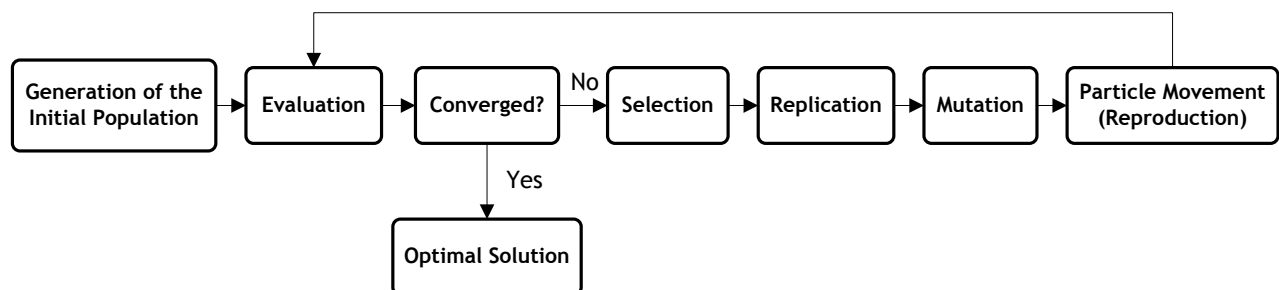 Generation of the
Initial Population
Evaluation
Converged?
No
Selection
Replication
Mutation
Particle Movement
(Reproduction)
Yes
Optimal Solution